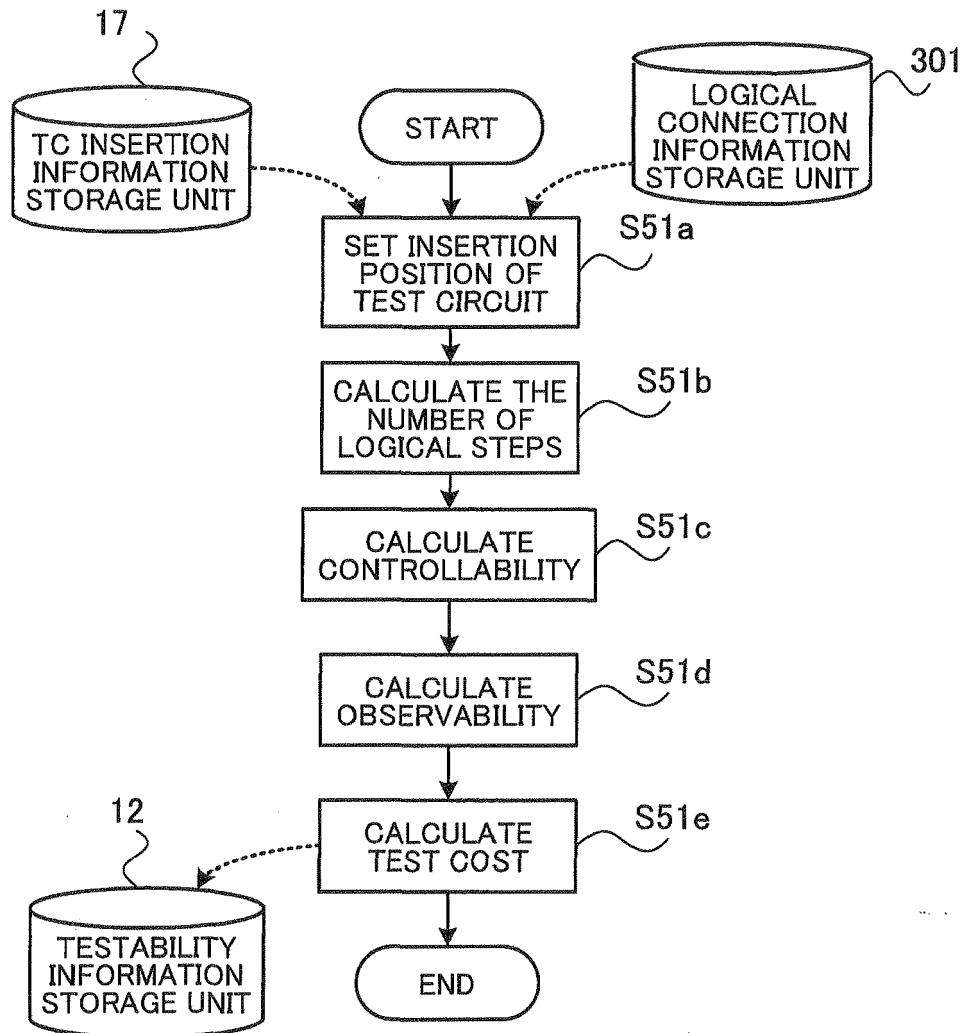 17
TC INSERTION
INFORMATION
STORAGE UNIT
START
301
LOGICAL
CONNECTION
INFORMATION
STORAGE UNIT
S51a
SET INSERTION
POSITION OF
TEST CIRCUIT
S51b
CALCULATE THE
NUMBER OF
LOGICAL STEPS
S51c
CALCULATE
CONTROLLABILITY
S51d
CALCULATE
OBSERVABILITY
S51e
CALCULATE
TEST COST
12
TESTABILITY
INFORMATION
STORAGE UNIT
END